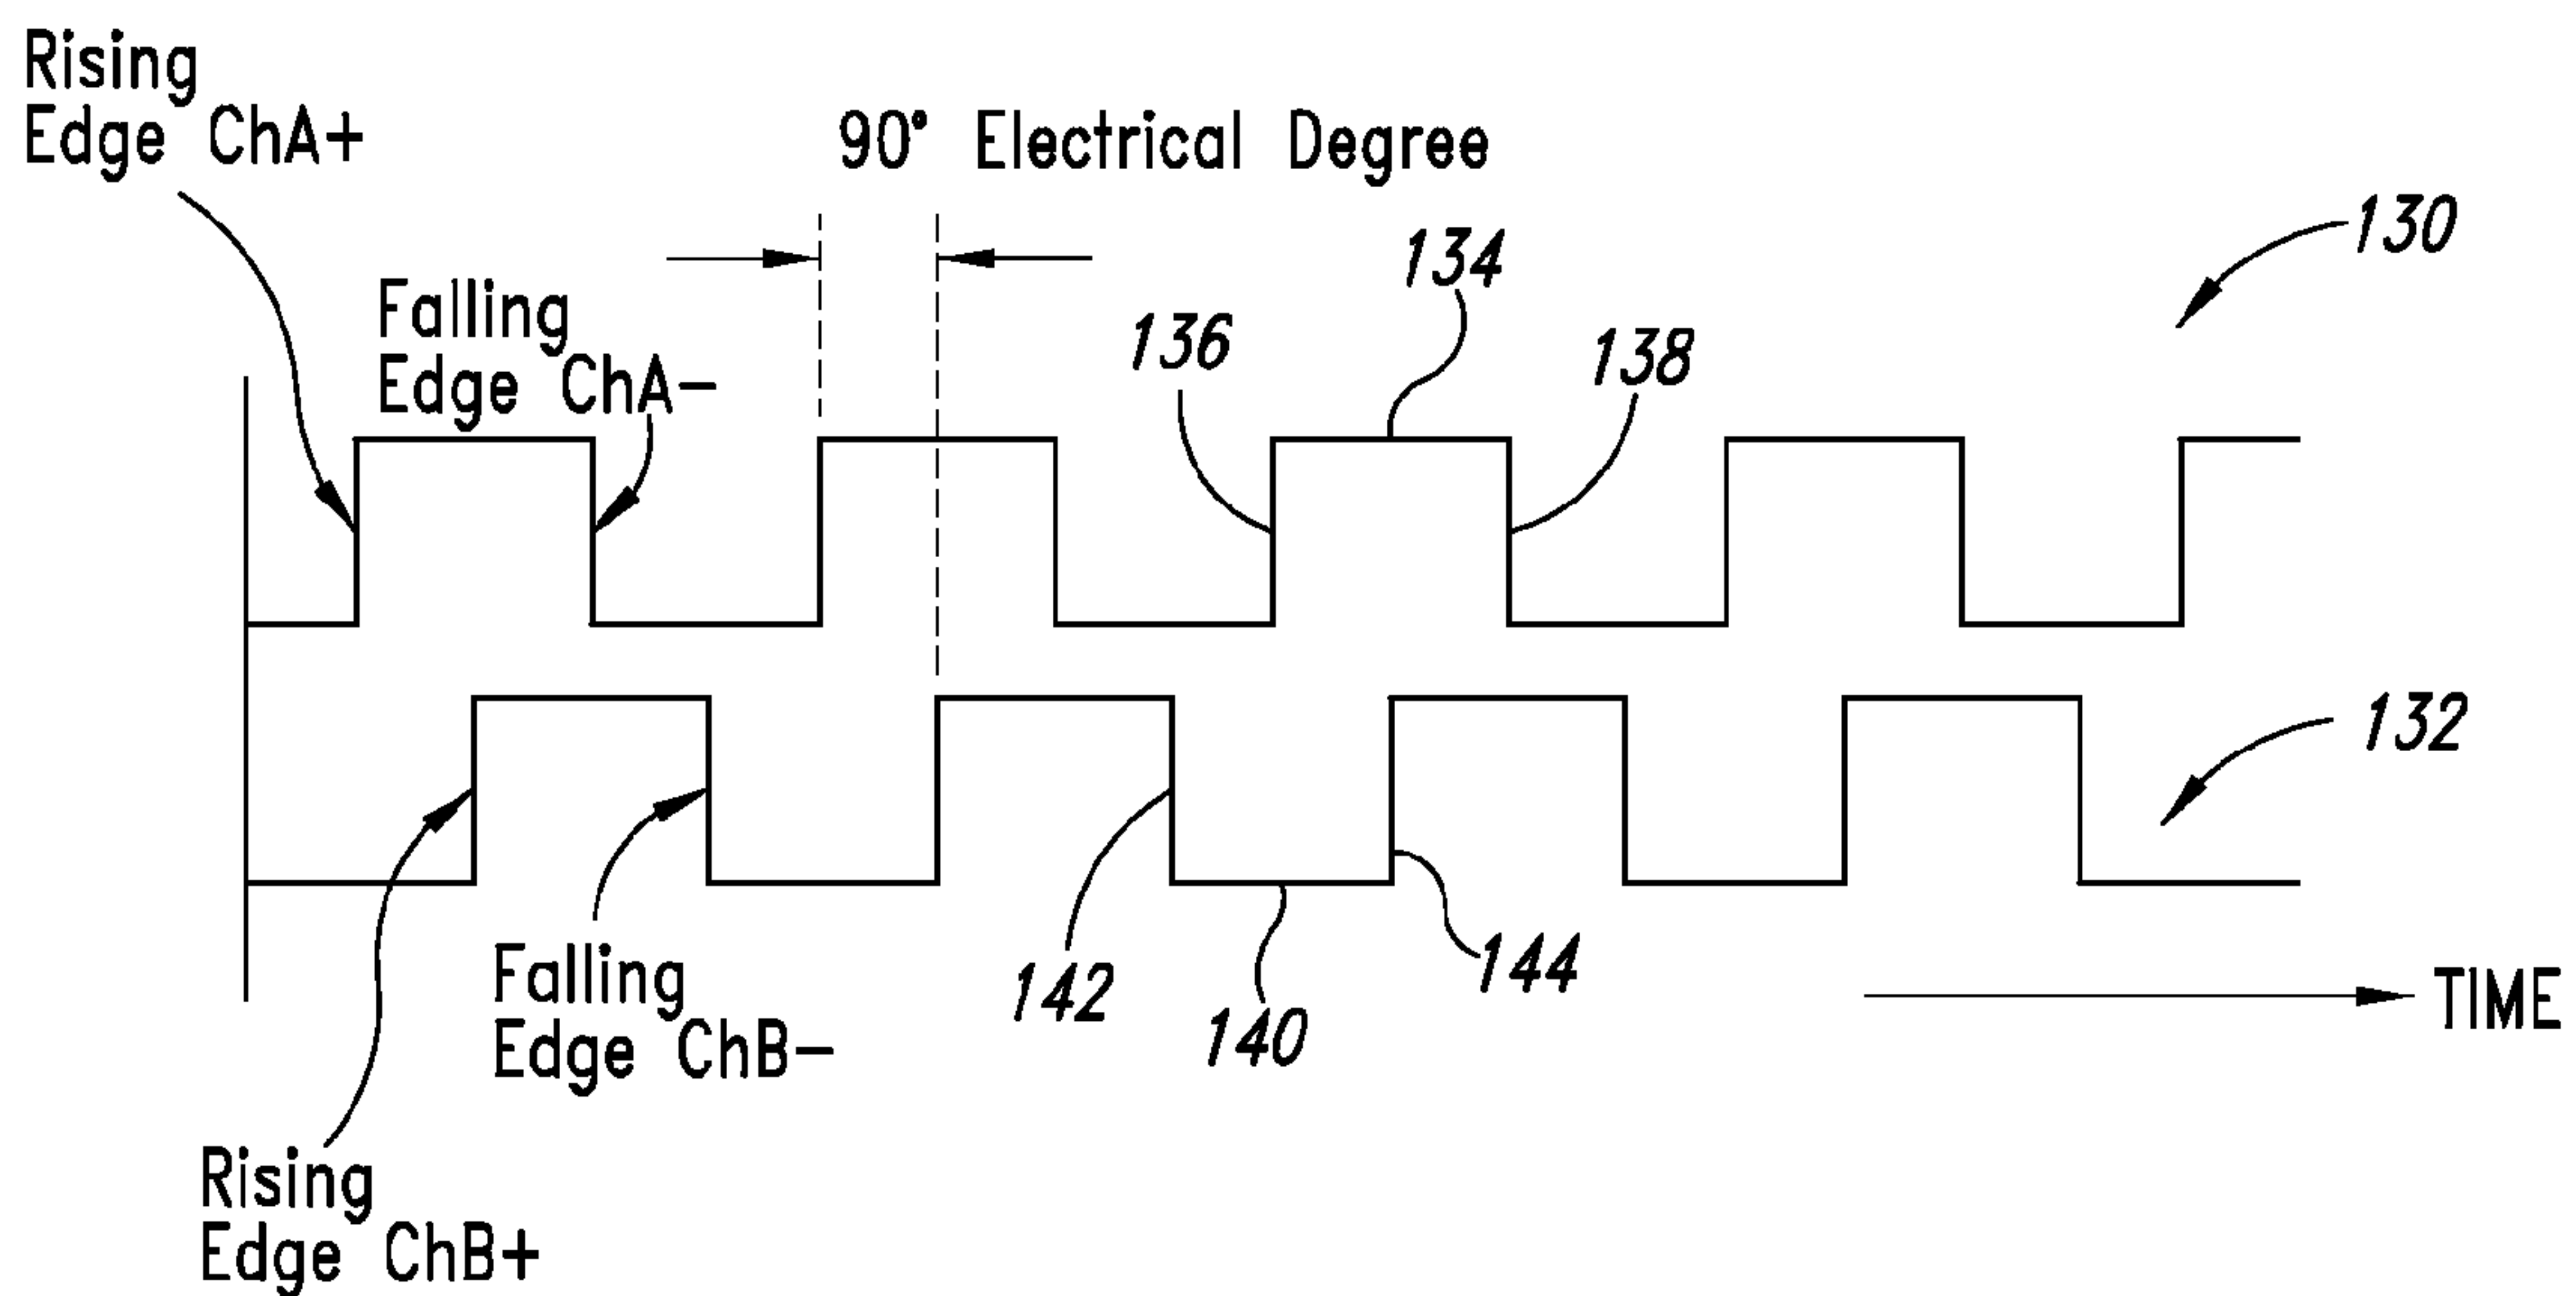 Rising
Edge ChA+
90° Electrical Degree
Falling
Edge ChA-
130
134
136
138
132
142
140
144
Falling
Edge ChB-
TIME
Rising
Edge ChB+